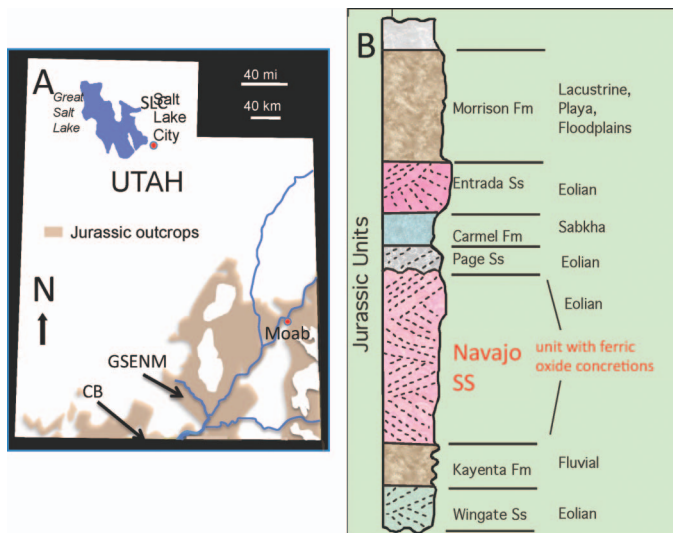 A
40 mi
40 km
Great
Salt
Lake
SLC
Salt
Lake
City
UTAH
Jurassic outcrops
N
Moab
GSENM
CB
B
Jurassic Units
Morrison Fm
Lacustrine,
Playa,
Floodplains
Entrada Ss
Eolian
Carmel Fm
Sabkha
Page Ss
Eolian
Eolian
Navajo
SS
unit with ferric
oxide concretions
Kayenta Fm
Fluvial
Wingate Ss
Eolian